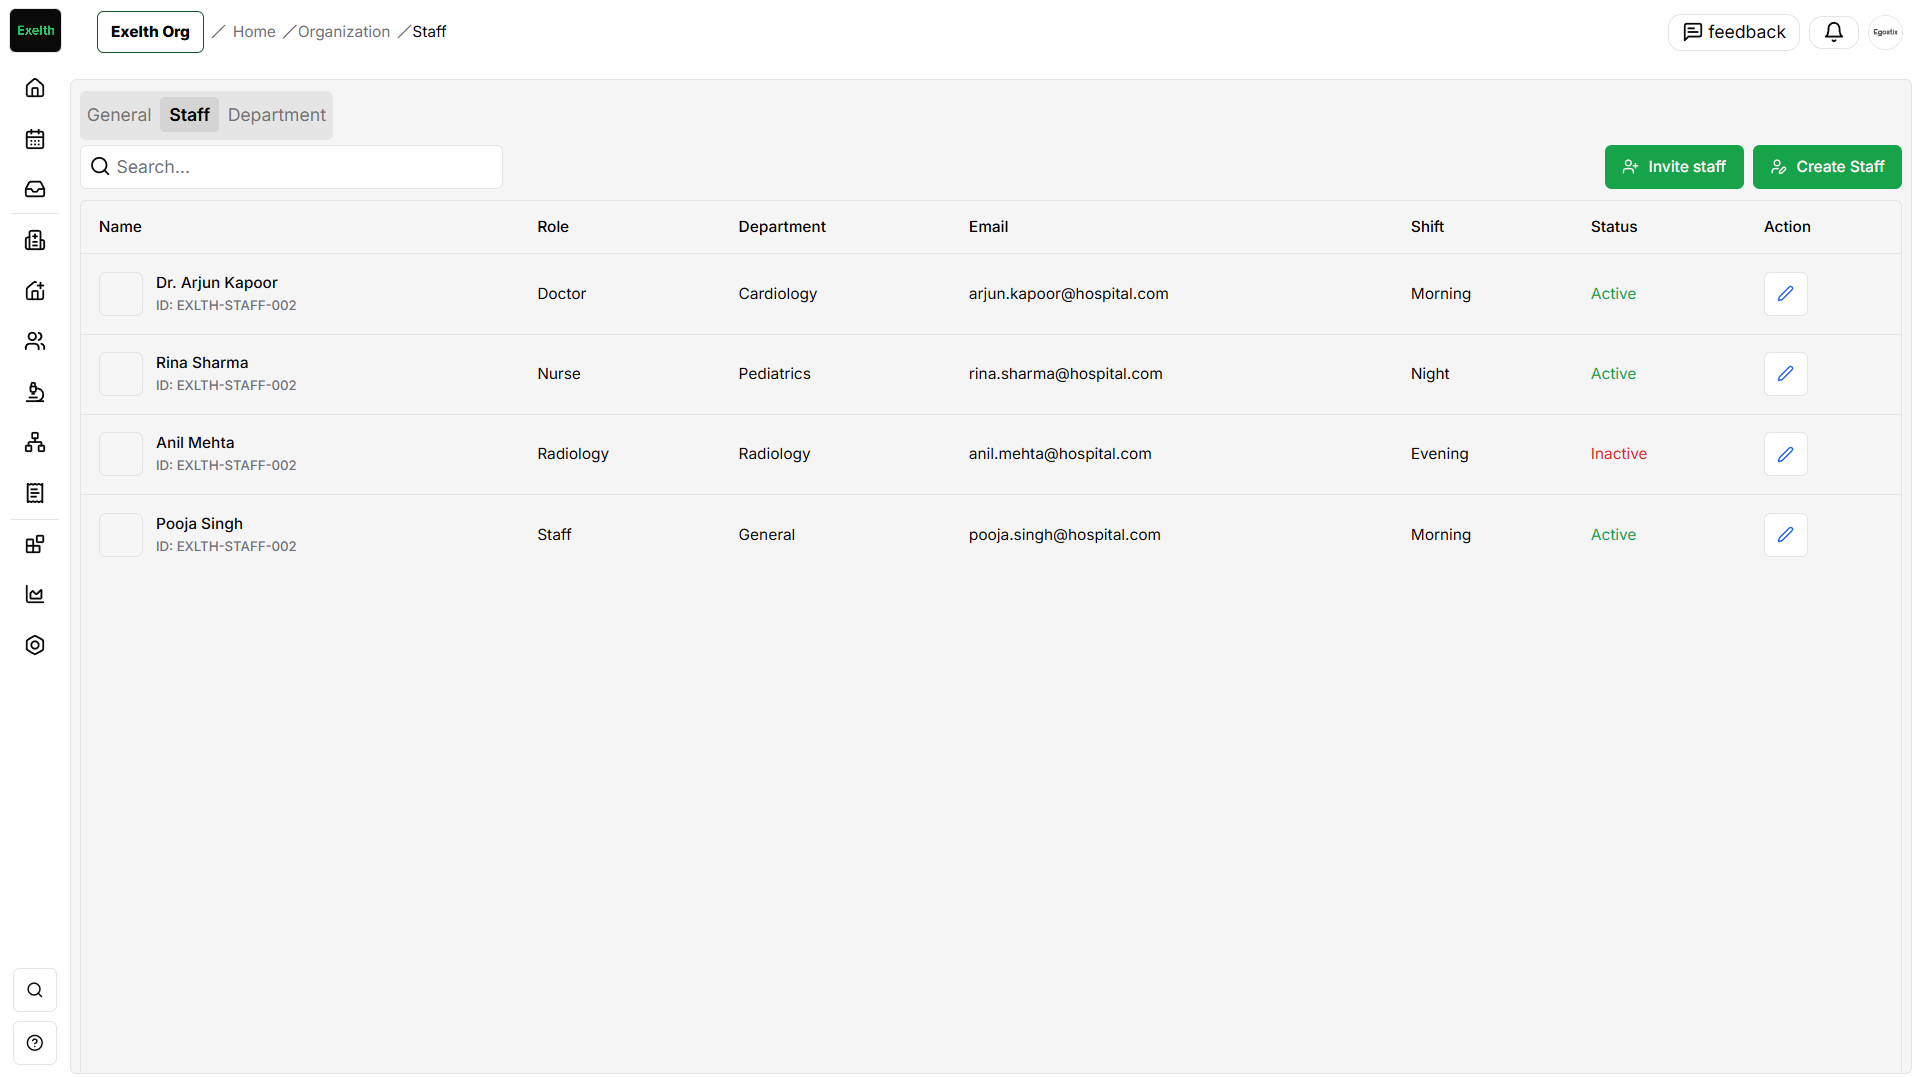 Exelth
Exelth Org / Home / Organization / Staff
feedback
Egostix
General Staff Department
Search...
Invite staff
Create Staff
Name Role Department Email Shift Status Action
Dr. Arjun Kapoor
ID: EXLTH-STAFF-002
Doctor Cardiology arjun.kapoor@hospital.com Morning Active
Rina Sharma
ID: EXLTH-STAFF-002
Nurse Pediatrics rina.sharma@hospital.com Night Active
Anil Mehta
ID: EXLTH-STAFF-002
Radiology Radiology anil.mehta@hospital.com Evening Inactive
Pooja Singh
ID: EXLTH-STAFF-002
Staff General pooja.singh@hospital.com Morning Active